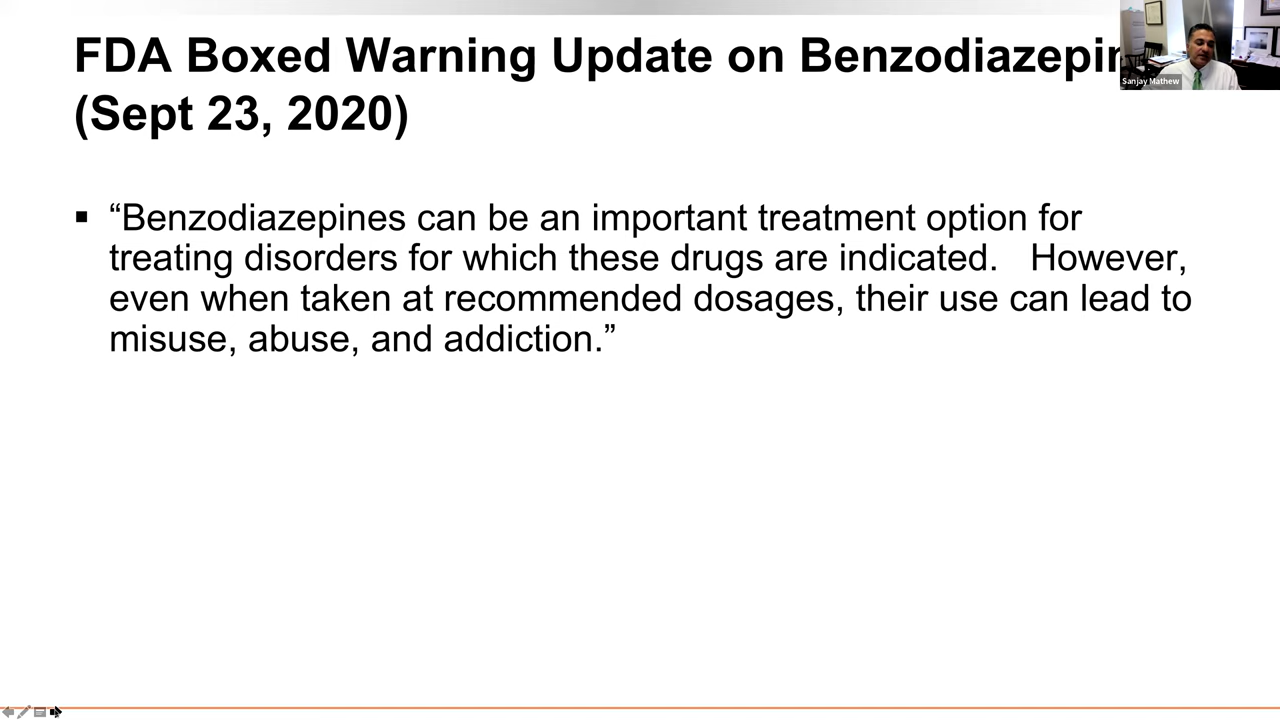 FDA Boxed Warning Update on Benzodiazepin
(Sept 23, 2020)
Sanjay Mathew
▪ “Benzodiazepines can be an important treatment option for
treating disorders for which these drugs are indicated. However,
even when taken at recommended dosages, their use can lead to
misuse, abuse, and addiction.”